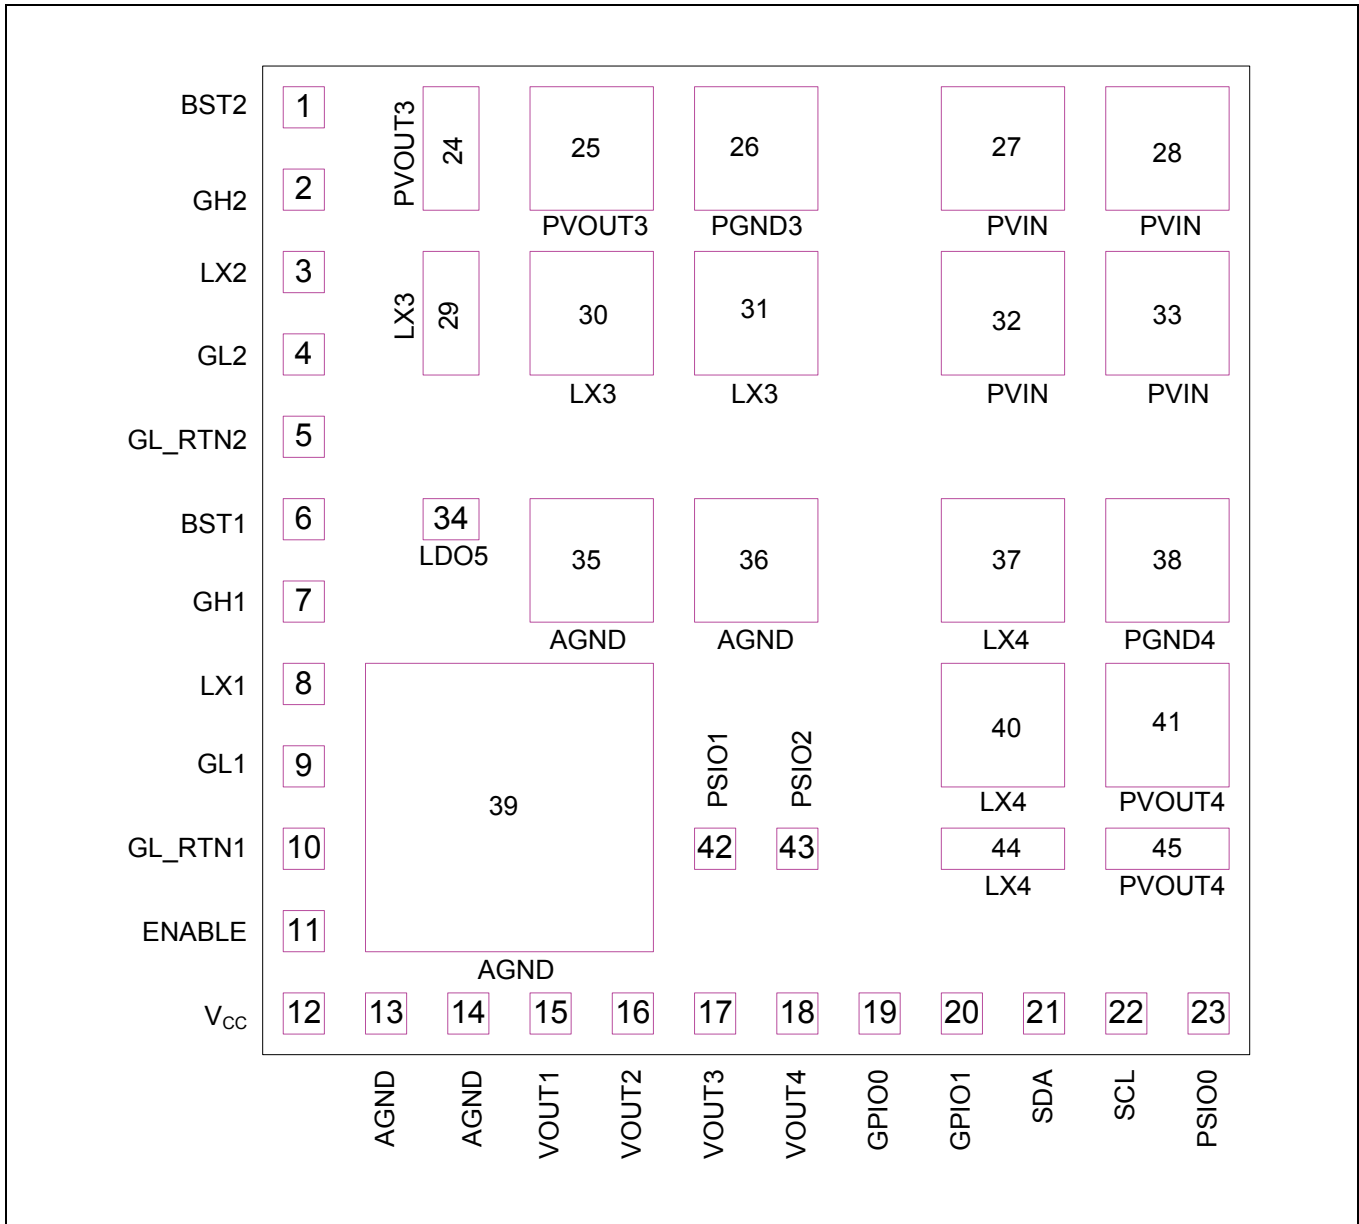 BST2 1 PVOUT3 24 25 26 27 28
GH2 2 PVOUT3 PGND3 PVIN PVIN
LX2 3 LX3 29 30 31 32 33
GL2 4 LX3 LX3 PVIN PVIN
GL_RTN2 5
BST1 6 34 35 36 37 38
LDO5
GH1 7 AGND AGND LX4 PGND4
LX1 8 40 41
GL1 9 39 PSIO1 PSIO2 LX4 PVOUT4
GL_RTN1 10 42 43 44 45
LX4 PVOUT4
ENABLE 11
AGND
VCC 12 13 14 15 16 17 18 19 20 21 22 23
AGND AGND VOUT1 VOUT2 VOUT3 VOUT4 GPIO0 GPIO1 SDA SCL PSIO0